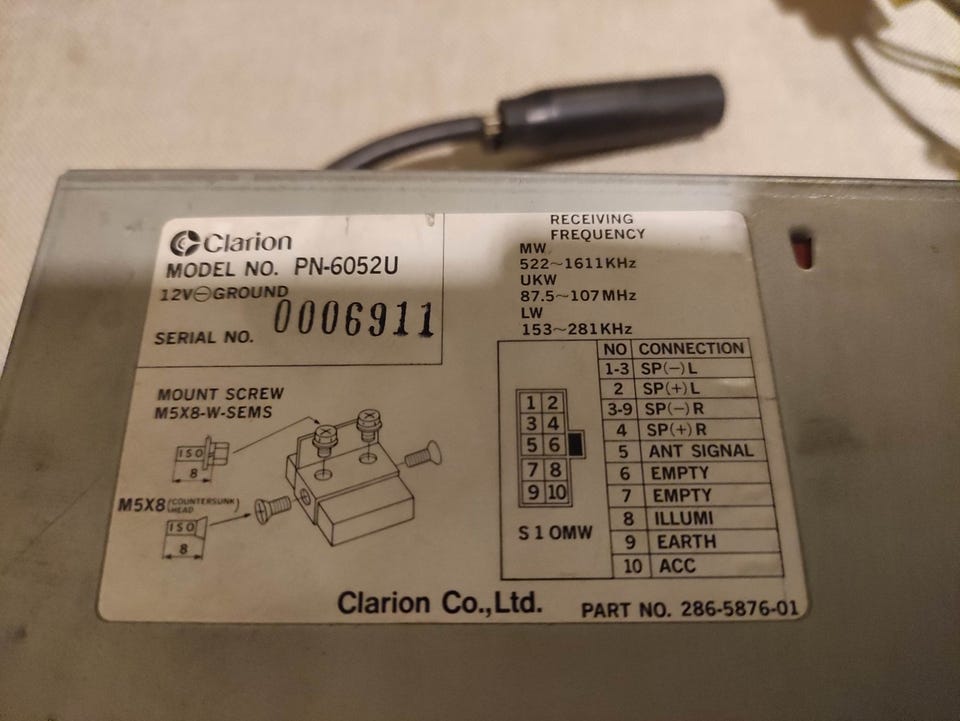 Clarion
MODEL NO. PN-6052U
12V⊖GROUND
SERIAL NO. 0006911
RECEIVING
FREQUENCY
MW
522~1611KHz
UKW
87.5~107MHz
LW
153~281KHz
MOUNT SCREW
M5X8-W-SEMS
ISO
8
M5X8(COUNTERSUNK HEAD)
ISO
8
1 2
3 4
5 6
7 8
9 10
S10MW
NO CONNECTION
1-3 SP(-)L
2 SP(+)L
3-9 SP(-)R
4 SP(+)R
5 ANT SIGNAL
6 EMPTY
7 EMPTY
8 ILLUMI
9 EARTH
10 ACC
Clarion Co.,Ltd.
PART NO. 286-5876-01